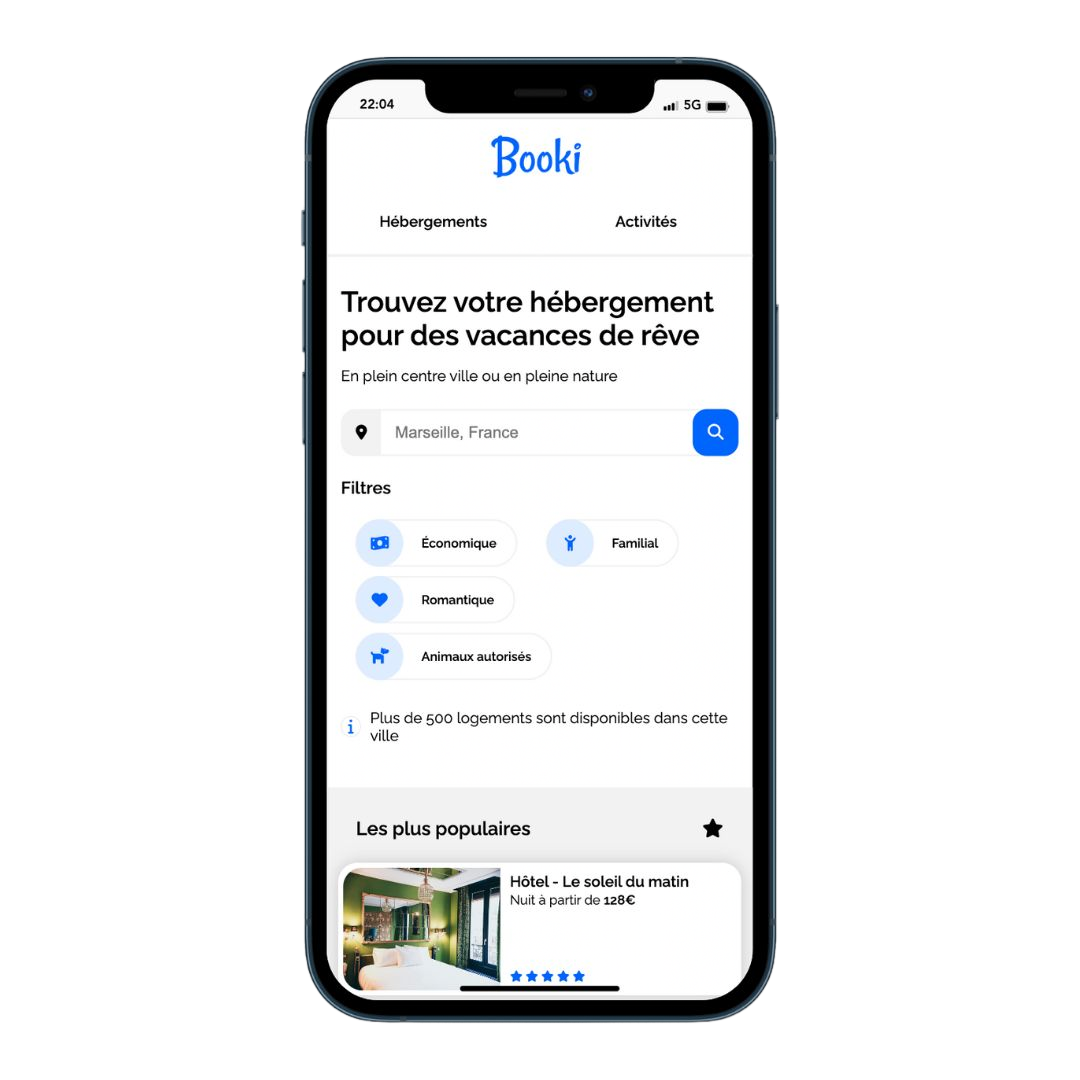 22:04
5G
Booki
Hébergements
Activités
Trouvez votre hébergement
pour des vacances de rêve
En plein centre ville ou en pleine nature
Marseille, France
Filtres
Économique
Familial
Romantique
Animaux autorisés
i
Plus de 500 logements sont disponibles dans cette
ville
Les plus populaires
Hôtel - Le soleil du matin
Nuit à partir de 128€